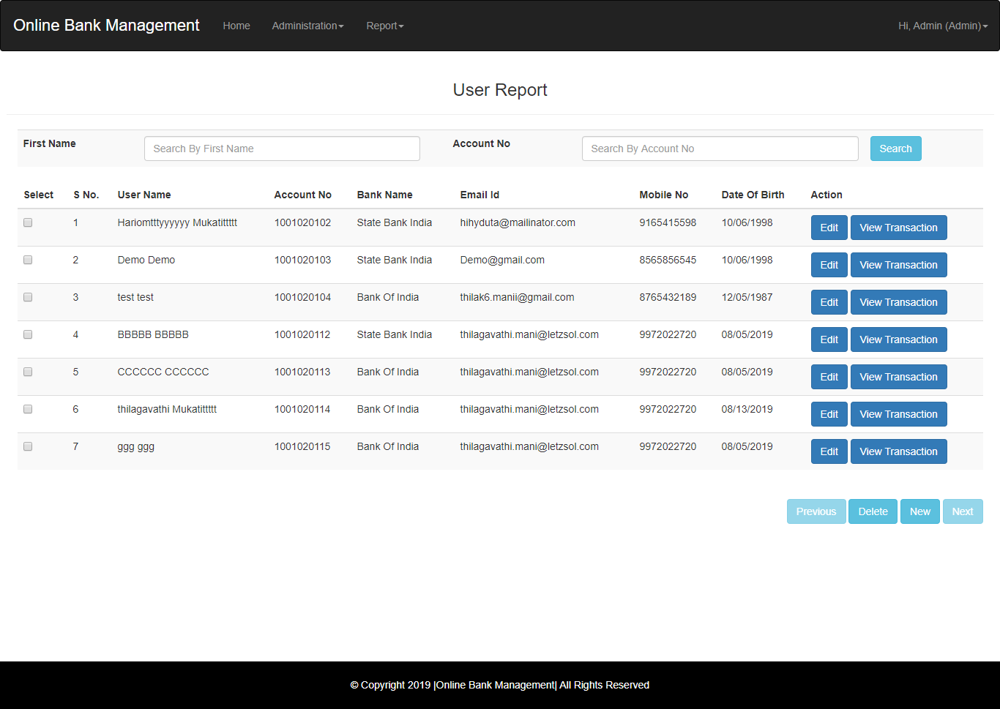 Online Bank Management Home Administration Report Hi, Admin (Admin)
User Report
First Name Search By First Name Account No Search By Account No Search
Select S No. User Name Account No Bank Name Email Id Mobile No Date Of Birth Action
1 Hariomtttyyyyyy Mukatittttt 1001020102 State Bank India hihyduta@mailinator.com 9165415598 10/06/1998 Edit View Transaction
2 Demo Demo 1001020103 State Bank India Demo@gmail.com 8565856545 10/06/1998 Edit View Transaction
3 test test 1001020104 Bank Of India thilak6.manii@gmail.com 8765432189 12/05/1987 Edit View Transaction
4 BBBBB BBBBB 1001020112 State Bank India thilagavathi.mani@letzsol.com 9972022720 08/05/2019 Edit View Transaction
5 CCCCCC CCCCCC 1001020113 Bank Of India thilagavathi.mani@letzsol.com 9972022720 08/05/2019 Edit View Transaction
6 thilagavathi Mukatittttt 1001020114 Bank Of India thilagavathi.mani@letzsol.com 9972022720 08/13/2019 Edit View Transaction
7 ggg ggg 1001020115 Bank Of India thilagavathi.mani@letzsol.com 9972022720 08/05/2019 Edit View Transaction
Previous Delete New Next
© Copyright 2019 |Online Bank Management| All Rights Reserved